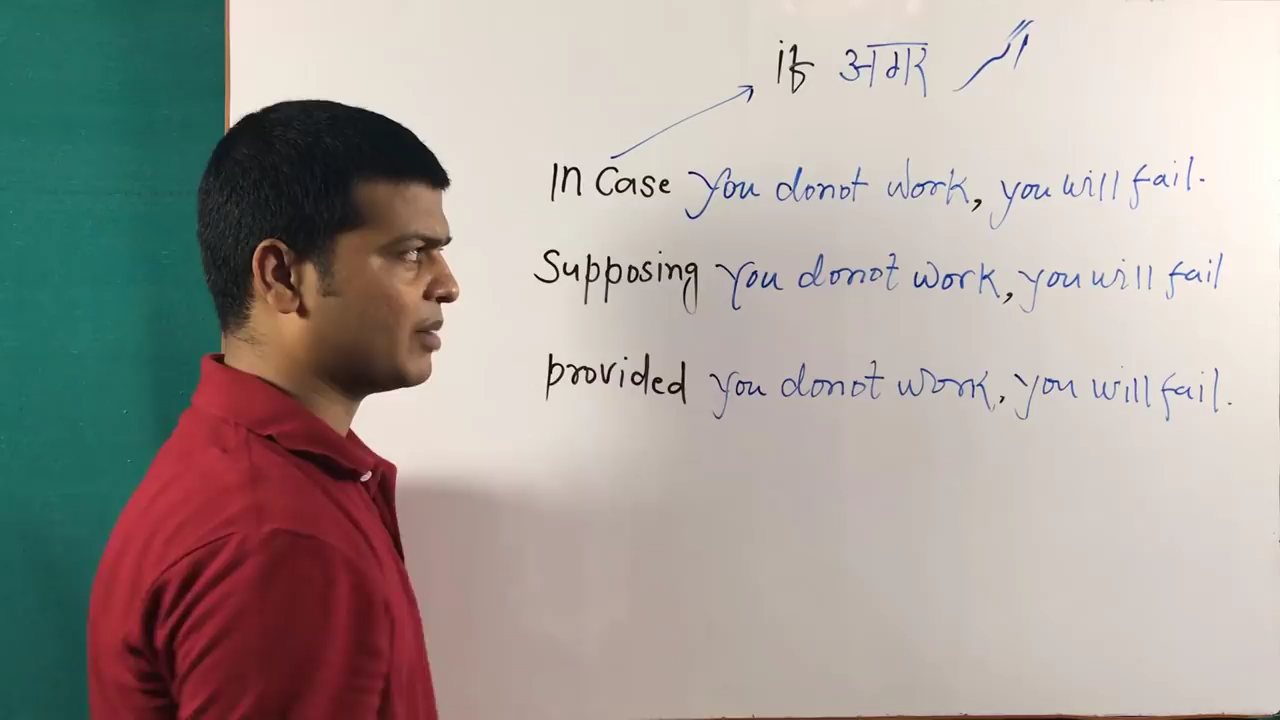 if अगर اگر
In Case you donot work, you will fail.
Supposing you donot work, you will fail
provided you donot work, you will fail.